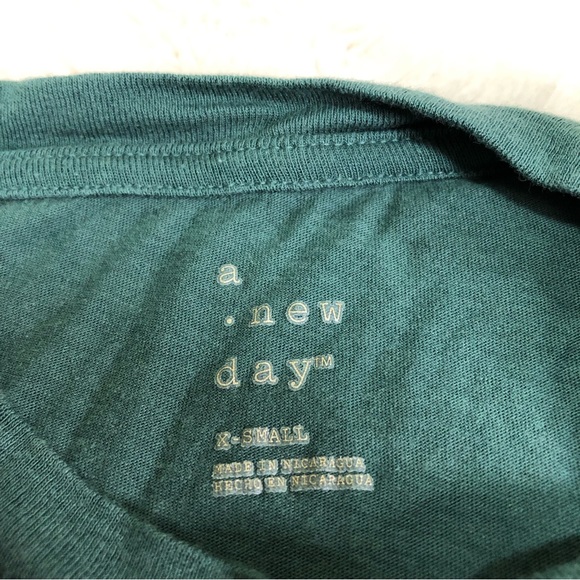 a
.new
day™
X-SMALL
MADE IN NICARAGUA
HECHO EN NICARAGUA